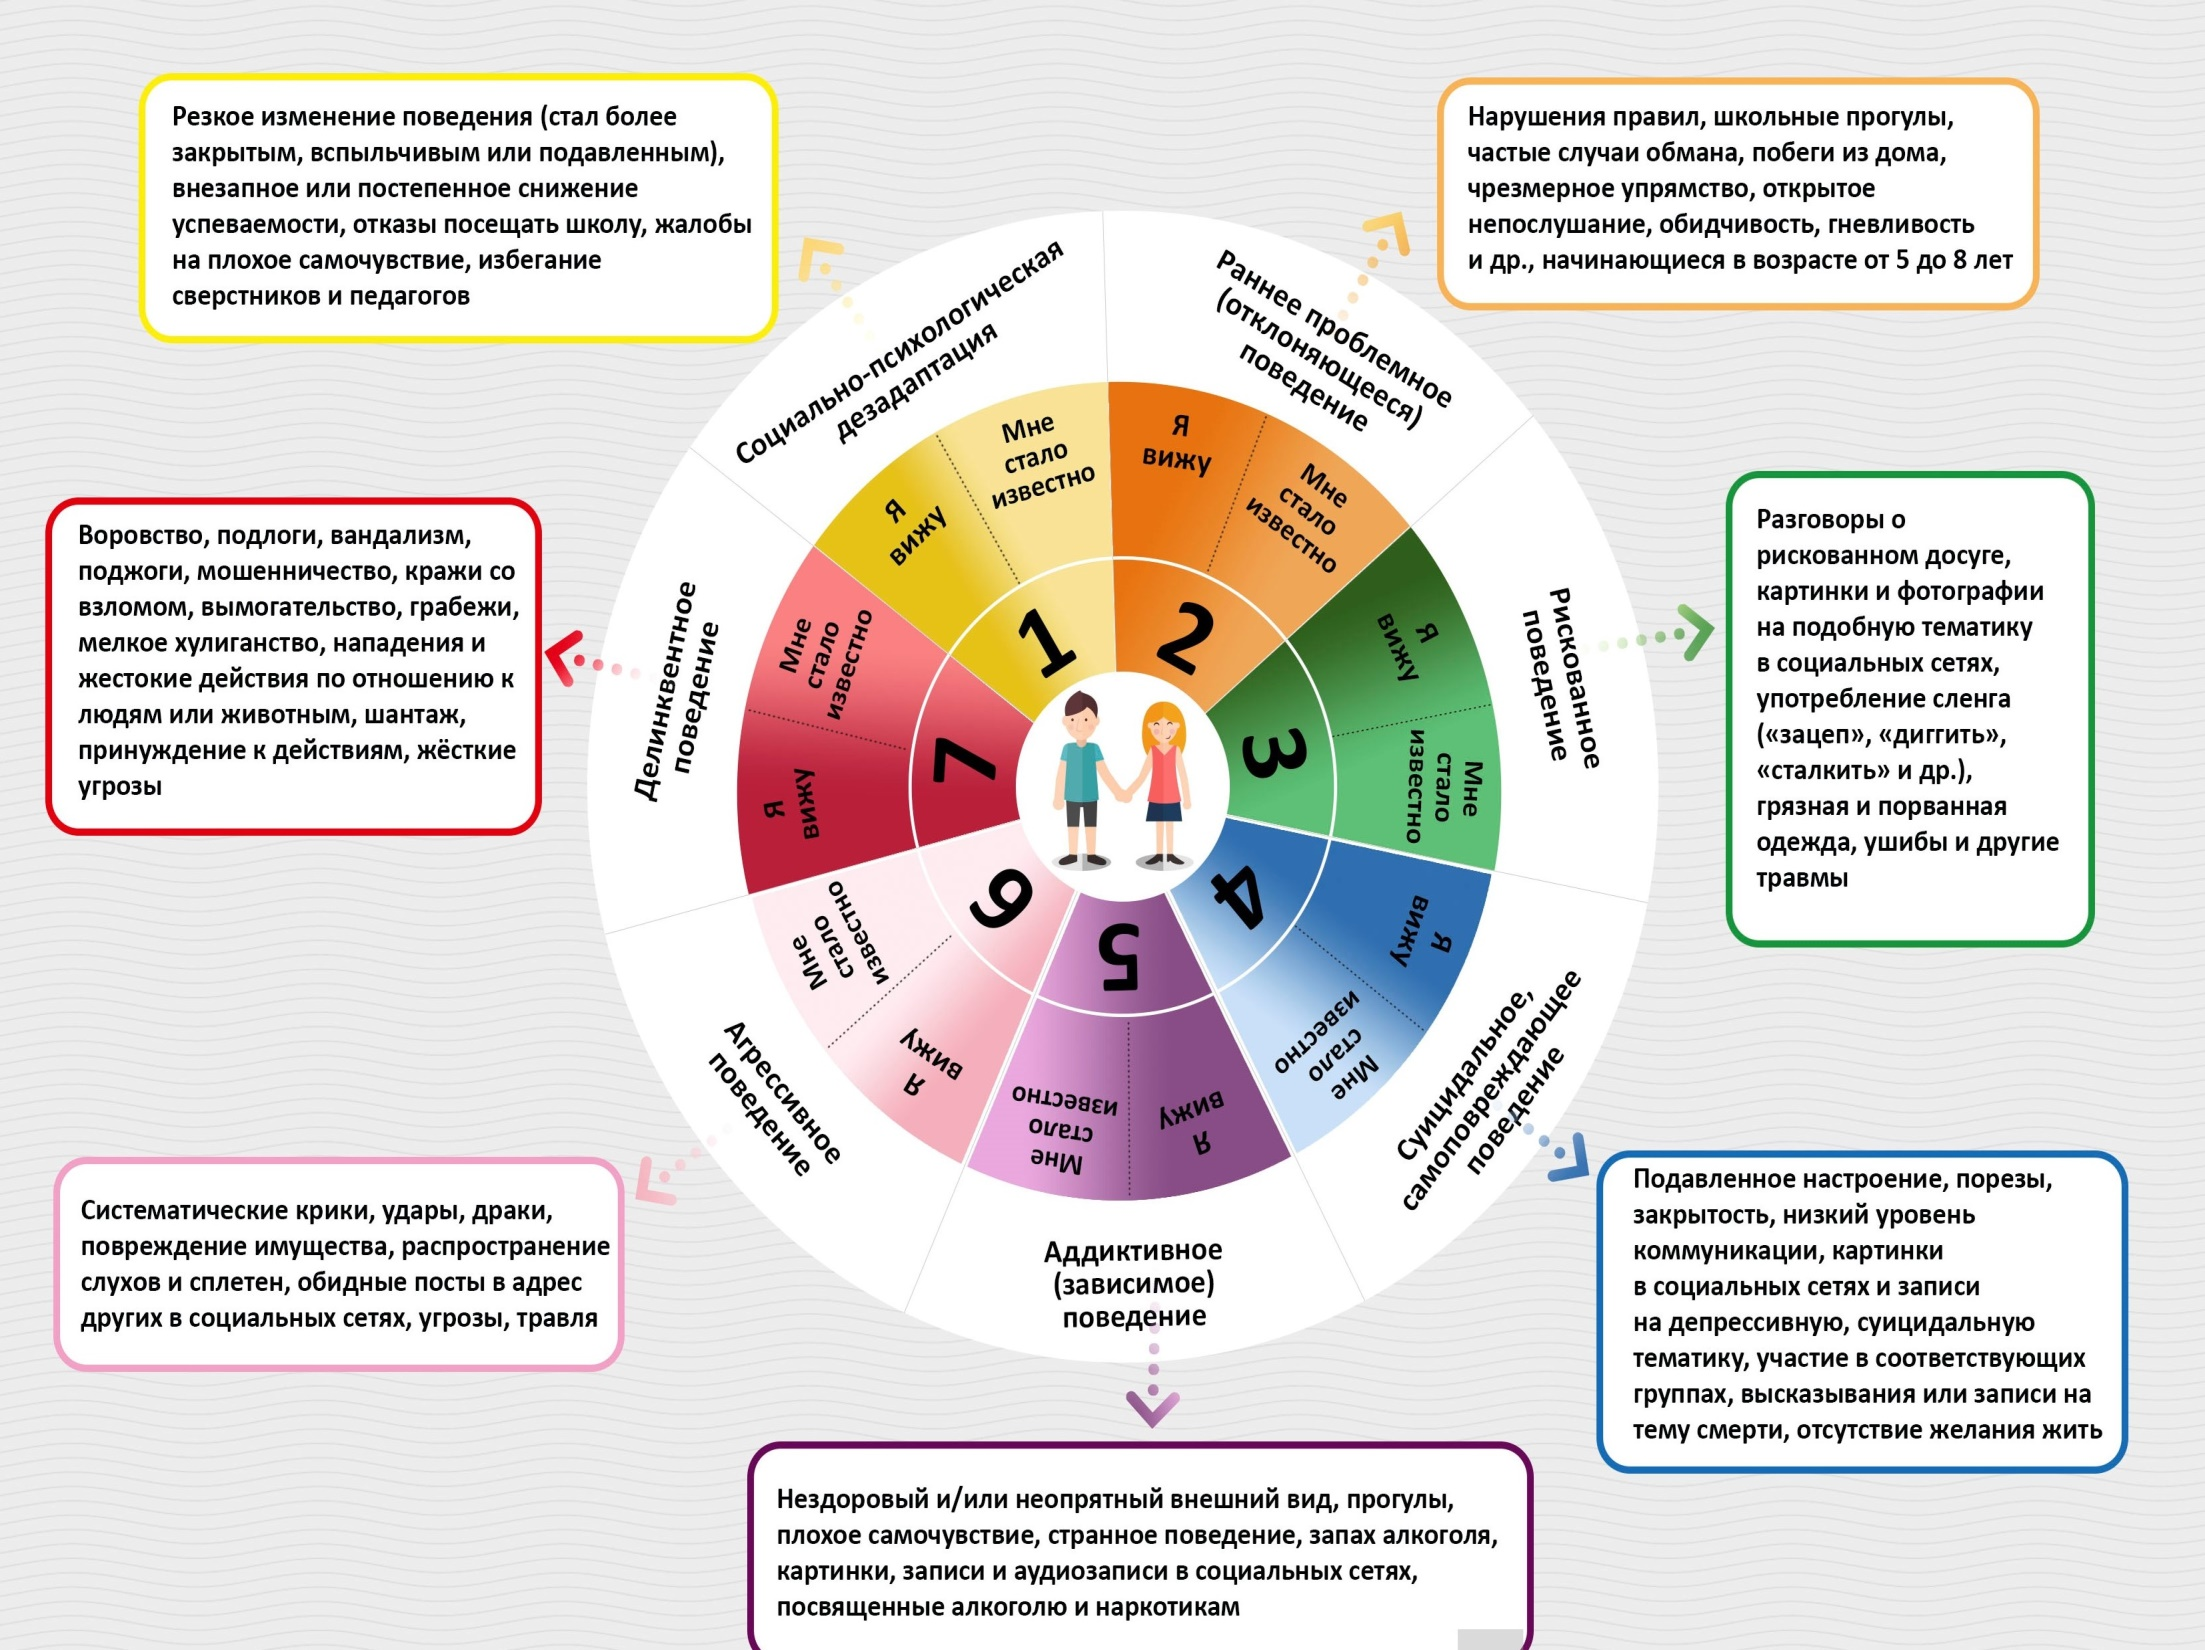 Резкое изменение поведения (стал более
закрытым, вспыльчивым или подавленным),
внезапное или постепенное снижение
успеваемости, отказы посещать школу, жалобы
на плохое самочувствие, избегание
сверстников и педагогов
Нарушения правил, школьные прогулы,
частые случаи обмана, побеги из дома,
чрезмерное упрямство, открытое
непослушание, обидчивость, гневливость
и др., начинающиеся в возрасте от 5 до 8 лет
Разговоры о
рискованном досуге,
картинки и фотографии
на подобную тематику
в социальных сетях,
употребление сленга
(«зацеп», «диггить»,
«сталкить» и др.),
грязная и порванная
одежда, ушибы и другие
травмы
Подавленное настроение, порезы,
закрытость, низкий уровень
коммуникации, картинки
в социальных сетях и записи
на депрессивную, суицидальную
тематику, участие в соответствующих
группах, высказывания или записи на
тему смерти, отсутствие желания жить
Нездоровый и/или неопрятный внешний вид, прогулы,
плохое самочувствие, странное поведение, запах алкоголя,
картинки, записи и аудиозаписи в социальных сетях,
посвященные алкоголю и наркотикам
Систематические крики, удары, драки,
повреждение имущества, распространение
слухов и сплетен, обидные посты в адрес
других в социальных сетях, угрозы, травля
Воровство, подлоги, вандализм,
поджоги, мошенничество, кражи со
взломом, вымогательство, грабежи,
мелкое хулиганство, нападения и
жестокие действия по отношению к
людям или животным, шантаж,
принуждение к действиям, жёсткие
угрозы
Социально-психологическая
дезадаптация
Я
вижу
Мне
стало
известно
1
Раннее проблемное
(отклоняющееся)
поведение
Я
вижу
Мне
стало
известно
2
Рискованное
поведение
Я
вижу
Мне
стало
известно
3
Суицидальное,
самоповреждающее
поведение
Я
вижу
Мне
стало
известно
4
Аддиктивное
(зависимое)
поведение
Я
вижу
Мне
стало
известно
5
Агрессивное
поведение
Я
вижу
Мне
стало
известно
6
Делинквентное
поведение
Я
вижу
Мне
стало
известно
7